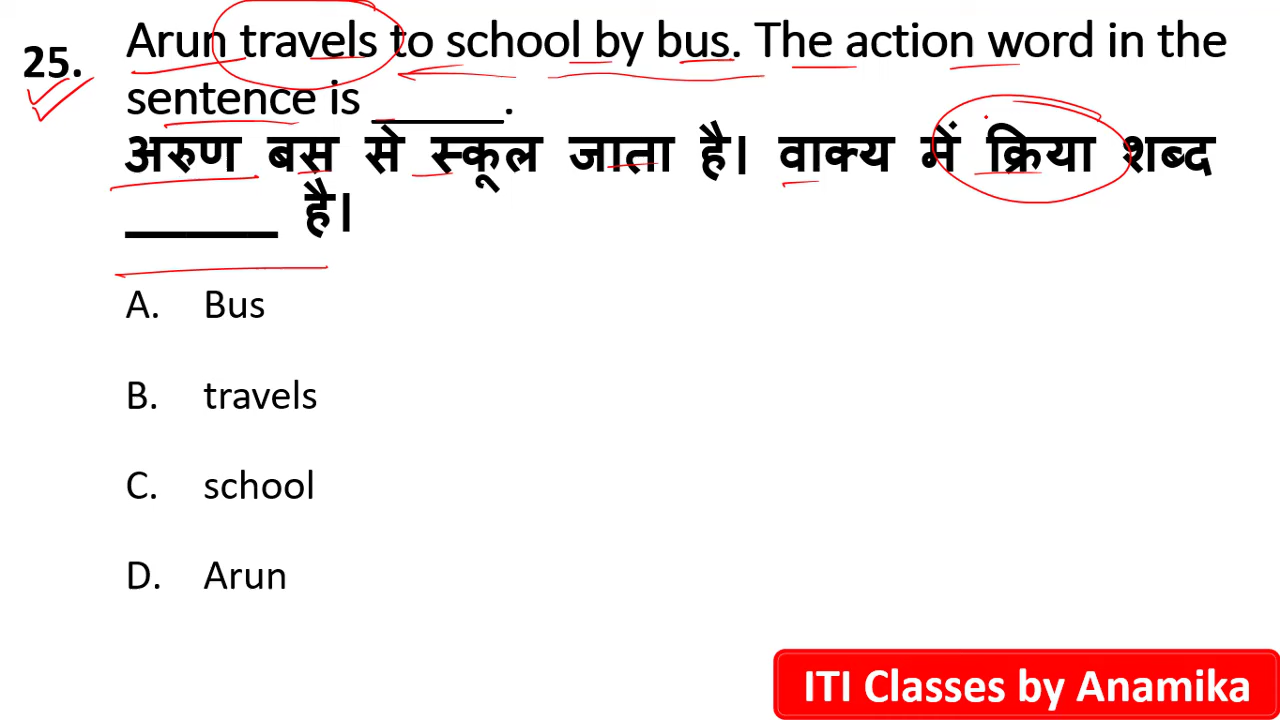 25. Arun travels to school by bus. The action word in the
sentence is ______.
अरुण बस से स्कूल जाता है। वाक्य में क्रिया शब्द
______ है।
A. Bus
B. travels
C. school
D. Arun
ITI Classes by Anamika